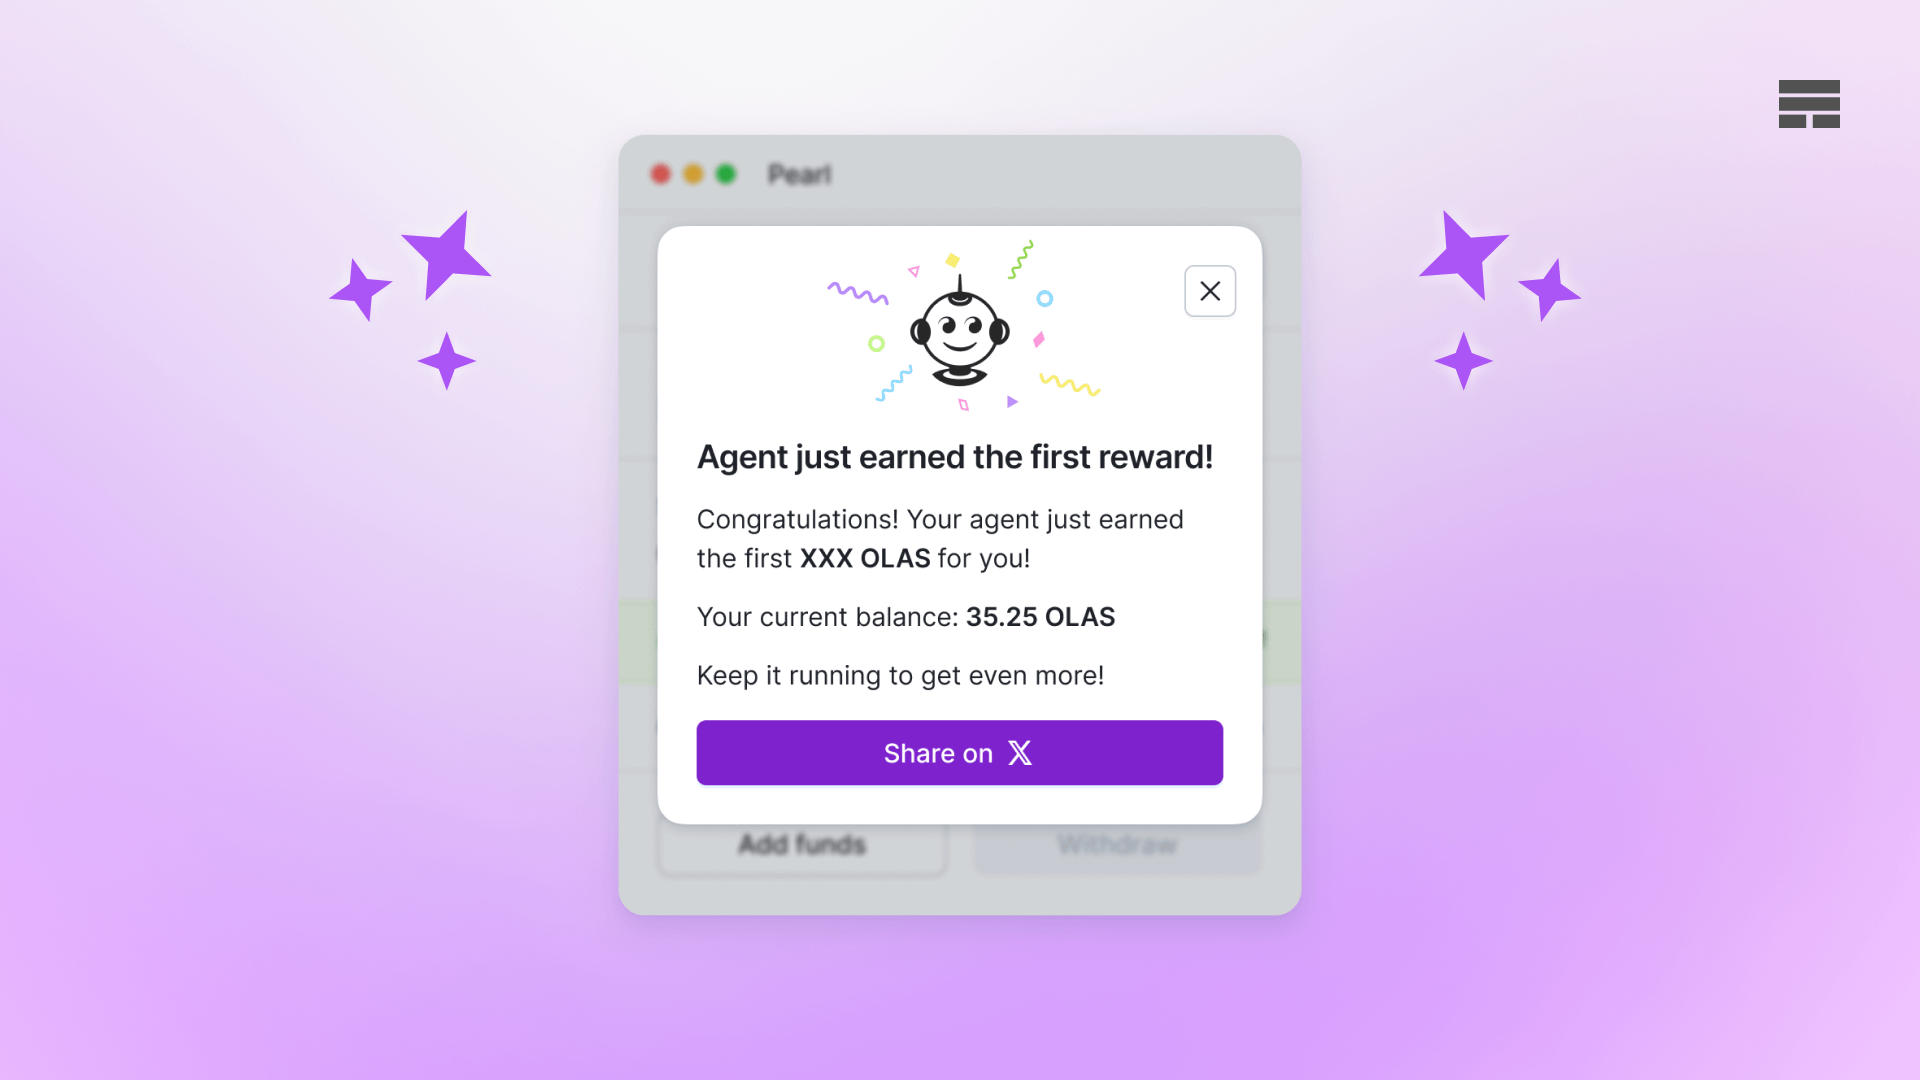 Pearl
Agent just earned the first reward!
Congratulations! Your agent just earned
the first XXX OLAS for you!
Your current balance: 35.25 OLAS
Keep it running to get even more!
Share on X
Add funds
Withdraw